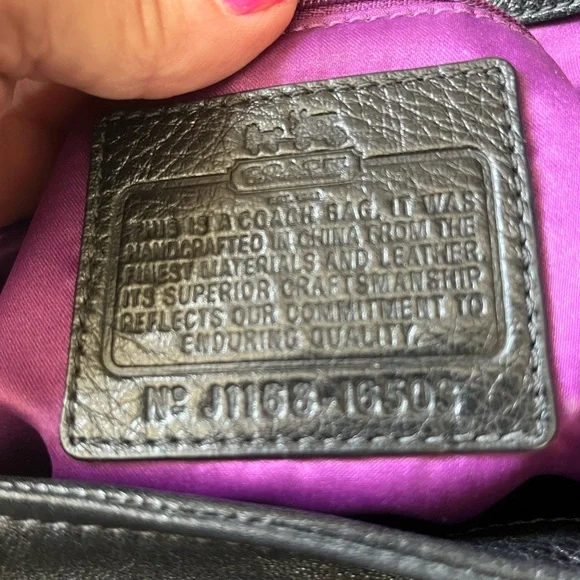 COACH
THIS IS A COACH BAG. IT WAS
HANDCRAFTED IN CHINA FROM THE
FINEST MATERIALS AND LEATHER.
ITS SUPERIOR CRAFTSMANSHIP
REFLECTS OUR COMMITMENT TO
ENDURING QUALITY.
Nº J1168-16509